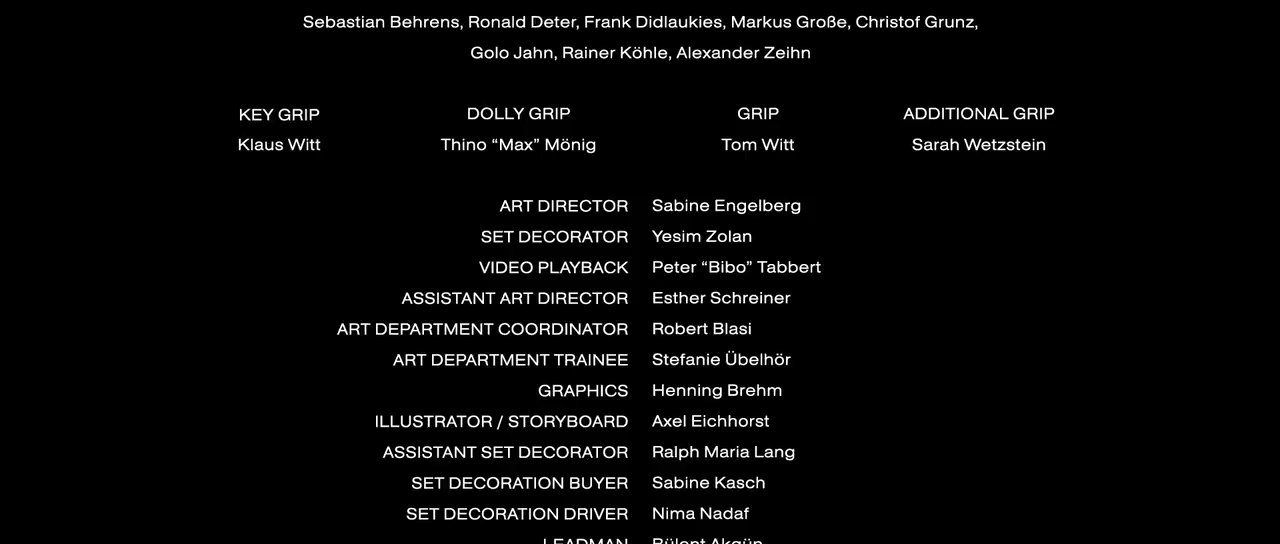 Sebastian Behrens, Ronald Deter, Frank Didlaukies, Markus Große, Christof Grunz,
Golo Jahn, Rainer Köhle, Alexander Zeihn
KEY GRIP DOLLY GRIP GRIP ADDITIONAL GRIP
Klaus Witt Thino “Max” Mönig Tom Witt Sarah Wetzstein
ART DIRECTOR Sabine Engelberg
SET DECORATOR Yesim Zolan
VIDEO PLAYBACK Peter “Bibo” Tabbert
ASSISTANT ART DIRECTOR Esther Schreiner
ART DEPARTMENT COORDINATOR Robert Blasi
ART DEPARTMENT TRAINEE Stefanie Übelhör
GRAPHICS Henning Brehm
ILLUSTRATOR / STORYBOARD Axel Eichhorst
ASSISTANT SET DECORATOR Ralph Maria Lang
SET DECORATION BUYER Sabine Kasch
SET DECORATION DRIVER Nima Nadaf
LEADMAN Bülent Akgün